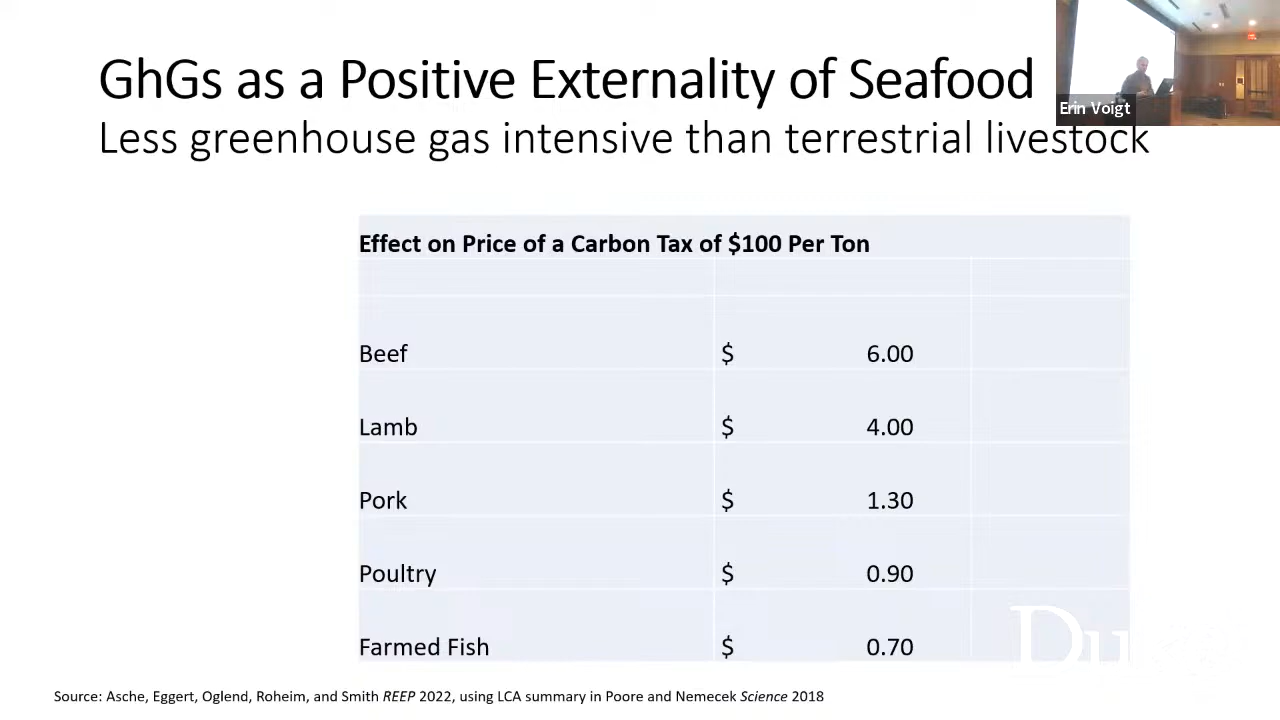 GhGs as a Positive Externality of Seafood
Less greenhouse gas intensive than terrestrial livestock
Erin Voigt
Effect on Price of a Carbon Tax of $100 Per Ton
Beef $ 6.00
Lamb $ 4.00
Pork $ 1.30
Poultry $ 0.90
Farmed Fish $ 0.70
Source: Asche, Eggert, Oglend, Roheim, and Smith REEP 2022, using LCA summary in Poore and Nemecek Science 2018